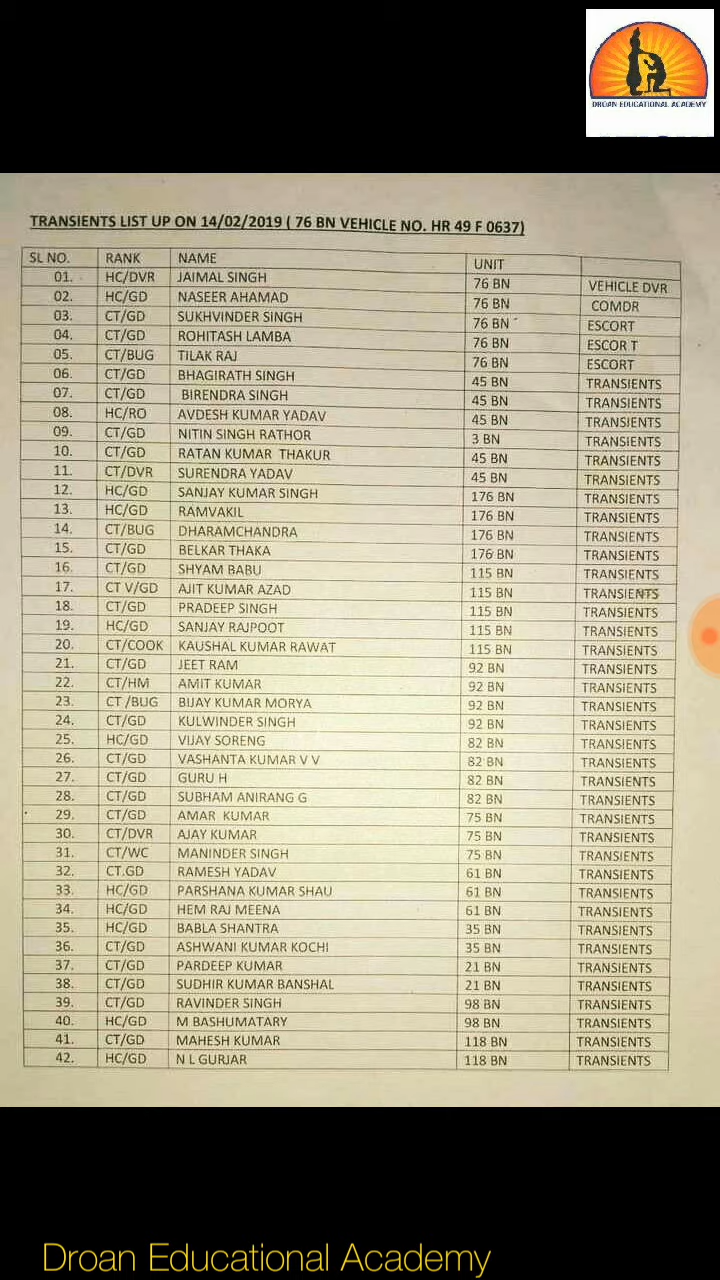 DROAN EDUCATIONAL ACADEMY
TRANSIENTS LIST UP ON 14/02/2019 ( 76 BN VEHICLE NO. HR 49 F 0637)
SL NO. RANK NAME UNIT
01. HC/DVR JAIMAL SINGH 76 BN VEHICLE DVR
02. HC/GD NASEER AHAMAD 76 BN COMDR
03. CT/GD SUKHVINDER SINGH 76 BN ESCORT
04. CT/GD ROHITASH LAMBA 76 BN ESCOR T
05. CT/BUG TILAK RAJ 76 BN ESCORT
06. CT/GD BHAGIRATH SINGH 45 BN TRANSIENTS
07. CT/GD BIRENDRA SINGH 45 BN TRANSIENTS
08. HC/RO AVDESH KUMAR YADAV 45 BN TRANSIENTS
09. CT/GD NITIN SINGH RATHOR 3 BN TRANSIENTS
10. CT/GD RATAN KUMAR THAKUR 45 BN TRANSIENTS
11. CT/DVR SURENDRA YADAV 45 BN TRANSIENTS
12. HC/GD SANJAY KUMAR SINGH 176 BN TRANSIENTS
13. HC/GD RAMVAKIL 176 BN TRANSIENTS
14. CT/BUG DHARAMCHANDRA 176 BN TRANSIENTS
15. CT/GD BELKAR THAKA 176 BN TRANSIENTS
16. CT/GD SHYAM BABU 115 BN TRANSIENTS
17. CT V/GD AJIT KUMAR AZAD 115 BN TRANSIENTS
18. CT/GD PRADEEP SINGH 115 BN TRANSIENTS
19. HC/GD SANJAY RAJPOOT 115 BN TRANSIENTS
20. CT/COOK KAUSHAL KUMAR RAWAT 115 BN TRANSIENTS
21. CT/GD JEET RAM 92 BN TRANSIENTS
22. CT/HM AMIT KUMAR 92 BN TRANSIENTS
23. CT /BUG BIJAY KUMAR MORYA 92 BN TRANSIENTS
24. CT/GD KULWINDER SINGH 92 BN TRANSIENTS
25. HC/GD VIJAY SORENG 82 BN TRANSIENTS
26. CT/GD VASHANTA KUMAR V V 82 BN TRANSIENTS
27. CT/GD GURU H 82 BN TRANSIENTS
28. CT/GD SUBHAM ANIRANG G 82 BN TRANSIENTS
29. CT/GD AMAR KUMAR 75 BN TRANSIENTS
30. CT/DVR AJAY KUMAR 75 BN TRANSIENTS
31. CT/WC MANINDER SINGH 75 BN TRANSIENTS
32. CT.GD RAMESH YADAV 61 BN TRANSIENTS
33. HC/GD PARSHANA KUMAR SHAU 61 BN TRANSIENTS
34. HC/GD HEM RAJ MEENA 61 BN TRANSIENTS
35. HC/GD BABLA SHANTRA 35 BN TRANSIENTS
36. CT/GD ASHWANI KUMAR KOCHI 35 BN TRANSIENTS
37. CT/GD PARDEEP KUMAR 21 BN TRANSIENTS
38. CT/GD SUDHIR KUMAR BANSHAL 21 BN TRANSIENTS
39. CT/GD RAVINDER SINGH 98 BN TRANSIENTS
40. HC/GD M BASHUMATARY 98 BN TRANSIENTS
41. CT/GD MAHESH KUMAR 118 BN TRANSIENTS
42. HC/GD N L GURJAR 118 BN TRANSIENTS
Droan Educational Academy